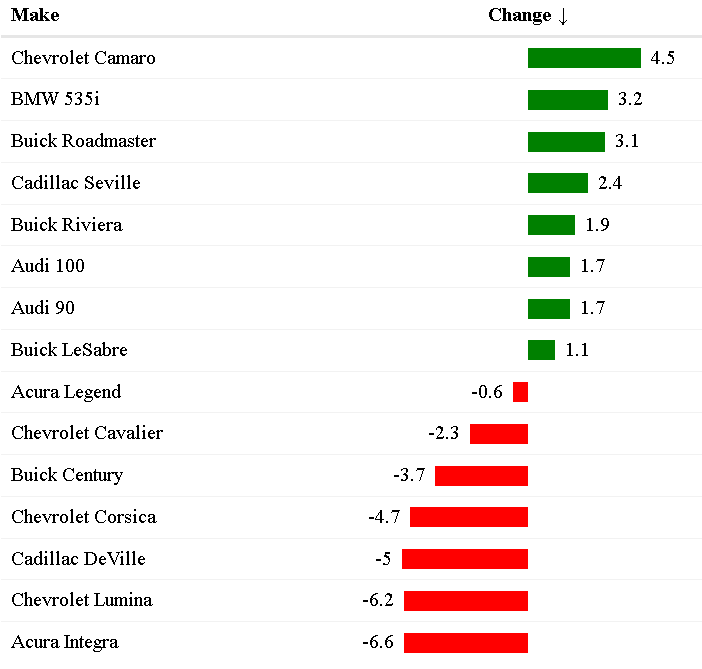 Make Change ↓
Chevrolet Camaro 4.5
BMW 535i 3.2
Buick Roadmaster 3.1
Cadillac Seville 2.4
Buick Riviera 1.9
Audi 100 1.7
Audi 90 1.7
Buick LeSabre 1.1
Acura Legend -0.6
Chevrolet Cavalier -2.3
Buick Century -3.7
Chevrolet Corsica -4.7
Cadillac DeVille -5
Chevrolet Lumina -6.2
Acura Integra -6.6